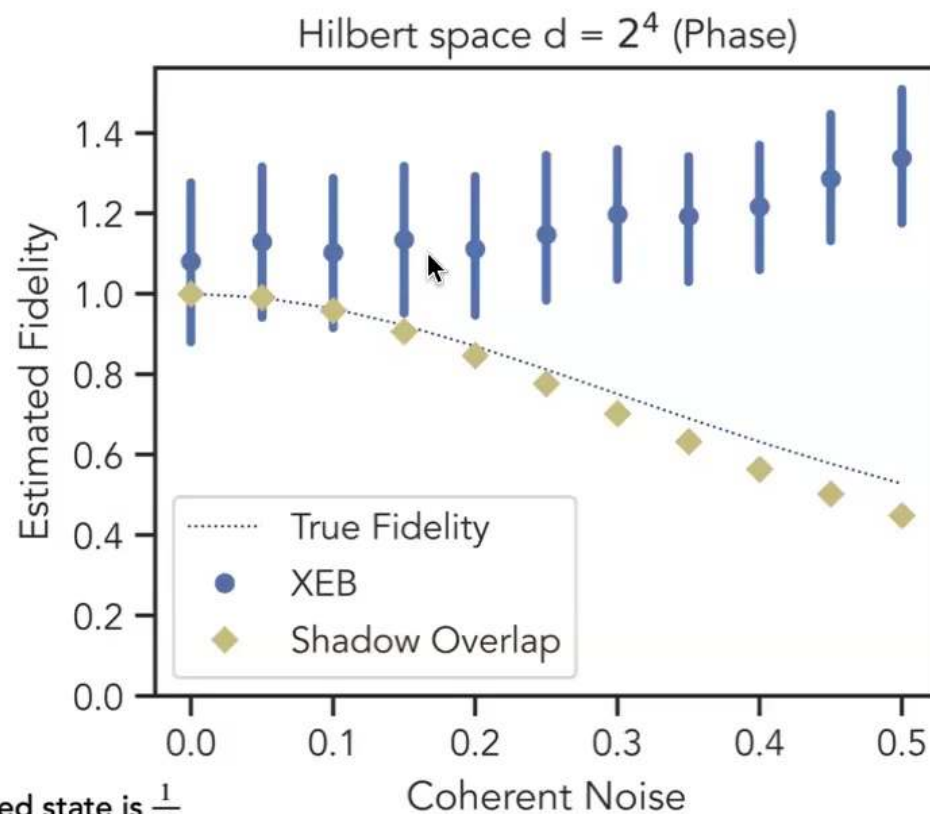 Hilbert space d = 2⁴ (Phase)
Estimated Fidelity
1.4
1.2
1.0
0.8
0.6
0.4
0.2
0.0
True Fidelity
XEB
Shadow Overlap
0.0 0.1 0.2 0.3 0.4 0.5
Coherent Noise
ed state is 1